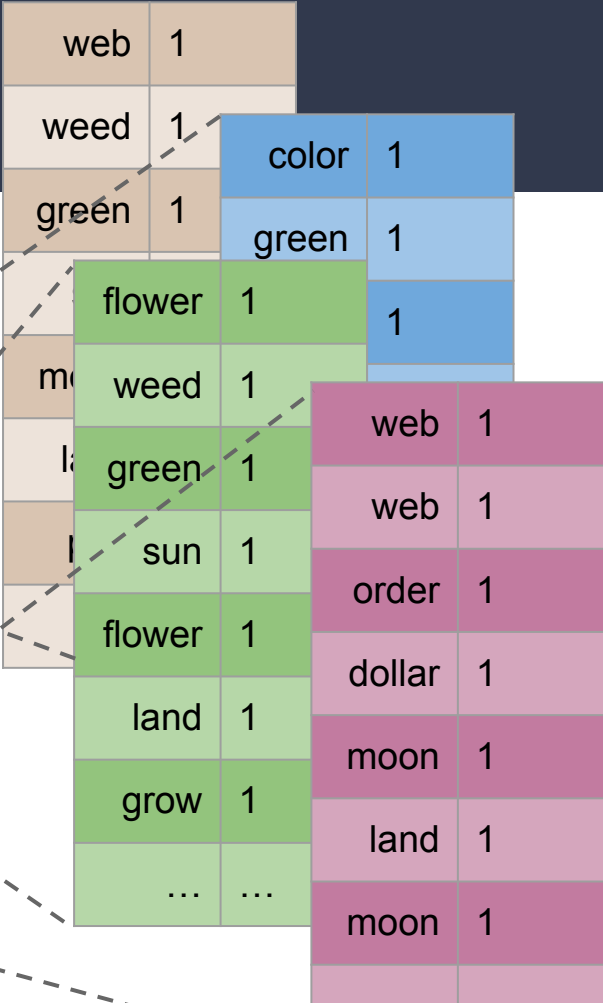 web 1
weed 1
green 1
color 1
green 1
1
flower 1
weed 1
green 1
sun 1
flower 1
land 1
grow 1
… …
web 1
web 1
order 1
dollar 1
moon 1
land 1
moon 1